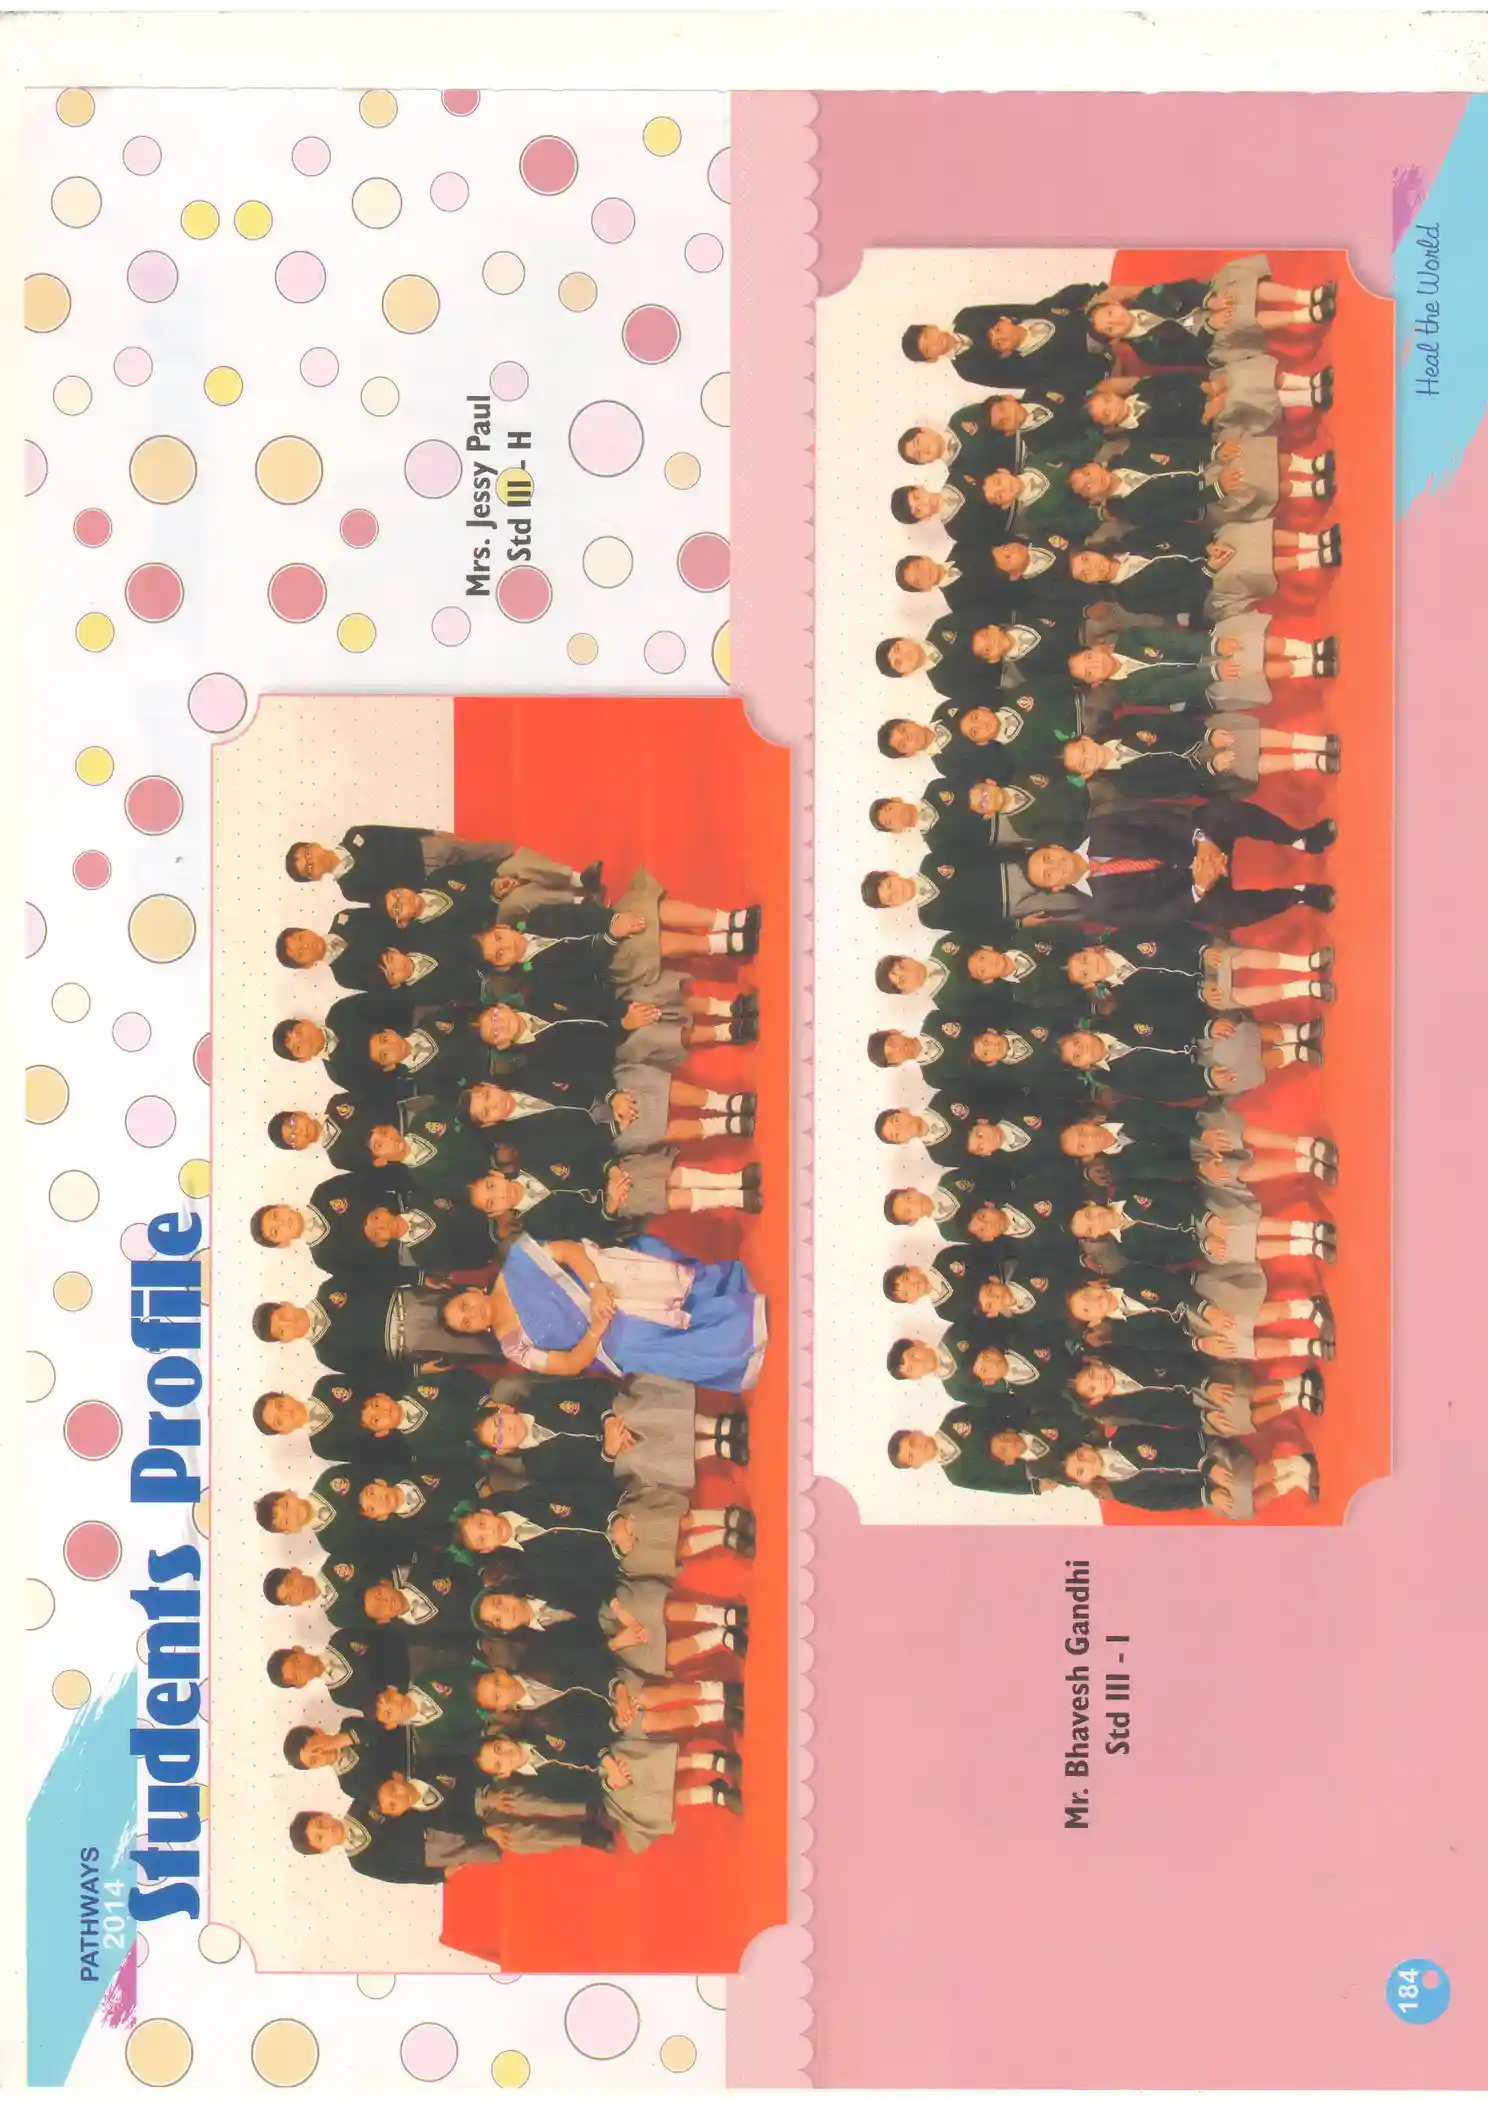 PATHWAYS
2014
Students Profile
Mrs. Jessy Paul
Std III - H
Mr. Bhavesh Gandhi
Std III - I
184
Heal the World